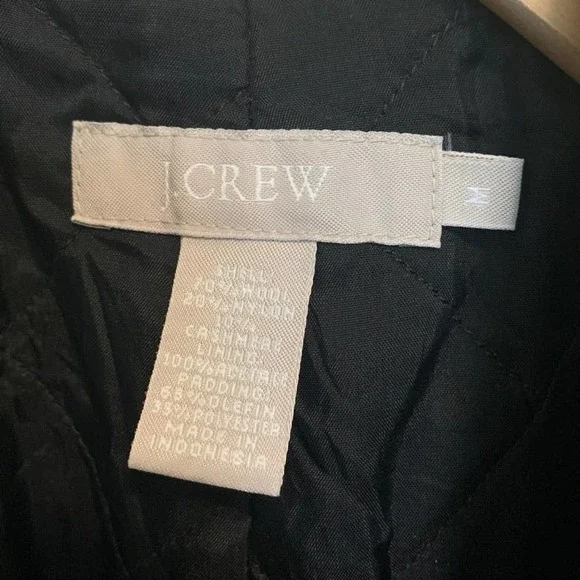 J.CREW
M
SHELL:
70% WOOL
20% NYLON
10%
CASHMERE
LINING:
100% ACETATE
PADDING:
65% OLEFIN
35% POLYESTER
MADE IN
INDONESIA